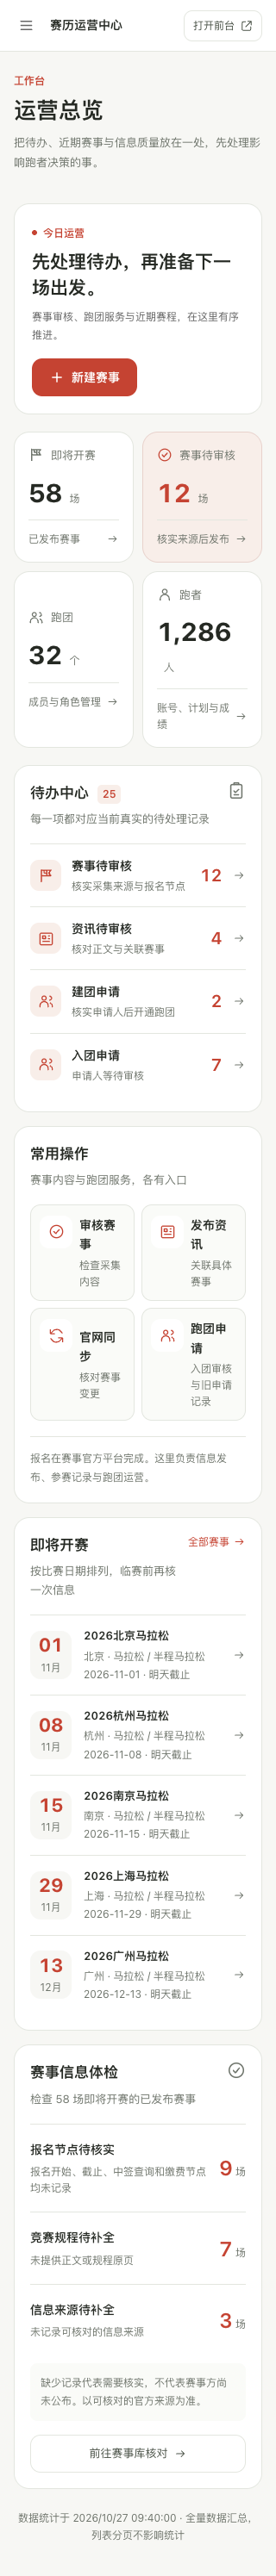 赛历运营中心
打开前台
工作台
运营总览
把待办、近期赛事与信息质量放在一处，先处理影
响跑者决策的事。
今日运营
先处理待办，再准备下一
场出发。
赛事审核、跑团服务与近期赛程，在这里有序
推进。
新建赛事
即将开赛
58 场
已发布赛事
赛事待审核
12 场
核实来源后发布
跑团
32 个
成员与角色管理
跑者
1,286
人
账号、计划与成
绩
待办中心 25
每一项都对应当前真实的待处理记录
赛事待审核
核实采集来源与报名节点
12
资讯待审核
核对正文与关联赛事
4
建团申请
核实申请人后开通跑团
2
入团申请
申请人等待审核
7
常用操作
赛事内容与跑团服务，各有入口
审核赛
事
检查采集
内容
发布资
讯
关联具体
赛事
官网同
步
核对赛事
变更
跑团申
请
入团审核
与旧申请
记录
报名在赛事官方平台完成。这里负责信息发
布、参赛记录与跑团运营。
即将开赛
全部赛事
按比赛日期排列，临赛前再核
一次信息
01
11月
2026北京马拉松
北京 · 马拉松 / 半程马拉松
2026-11-01 · 明天截止
08
11月
2026杭州马拉松
杭州 · 马拉松 / 半程马拉松
2026-11-08 · 明天截止
15
11月
2026南京马拉松
南京 · 马拉松 / 半程马拉松
2026-11-15 · 明天截止
29
11月
2026上海马拉松
上海 · 马拉松 / 半程马拉松
2026-11-29 · 明天截止
13
12月
2026广州马拉松
广州 · 马拉松 / 半程马拉松
2026-12-13 · 明天截止
赛事信息体检
检查 58 场即将开赛的已发布赛事
报名节点待核实
报名开始、截止、中签查询和缴费节点
均未记录
9 场
竞赛规程待补全
未提供正文或规程原页
7 场
信息来源待补全
未记录可核对的信息来源
3 场
缺少记录代表需要核实，不代表赛事方尚
未公布。以可核对的官方来源为准。
前往赛事库核对
数据统计于 2026/10/27 09:40:00 · 全量数据汇总，
列表分页不影响统计